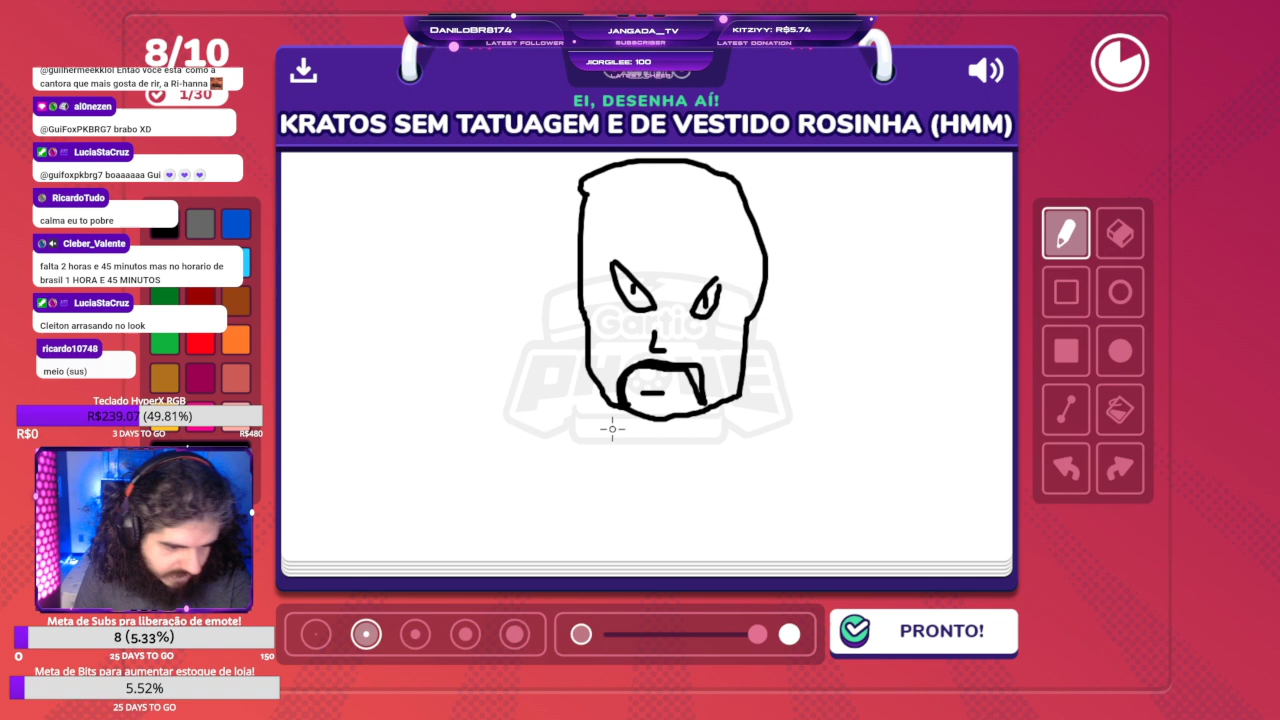 DANILOBR8174
LATEST FOLLOWER
JANGADA__TV
SUBSCRIBER
KITZIYY: R$5.74
LATEST DONATION
JIORGILEE: 100
8/10
1/30
@guilhermeekkloi Então você está como a
cantora que mais gosta de rir, a Ri-hanna
al0nezen
@GuiFoxPKBRG7 brabo XD
LuciaStaCruz
@guifoxpkbrg7 boaaaaaa Gui
RicardoTudo
calma eu to pobre
Cleber_Valente
falta 2 horas e 45 minutos mas no horario de
brasil 1 HORA E 45 MINUTOS
LuciaStaCruz
Cleiton arrasando no look
ricardo10748
meio (sus)
EI, DESENHA AÍ!
KRATOS SEM TATUAGEM E DE VESTIDO ROSINHA (HMM)
Gartic
PHONE
Teclado HyperX RGB
R$239.07 (49.81%)
R$0
3 DAYS TO GO
R$480
Meta de Subs pra liberação de emote!
8 (5.33%)
0
25 DAYS TO GO
150
Meta de Bits para aumentar estoque de loja!
5.52%
25 DAYS TO GO
PRONTO!